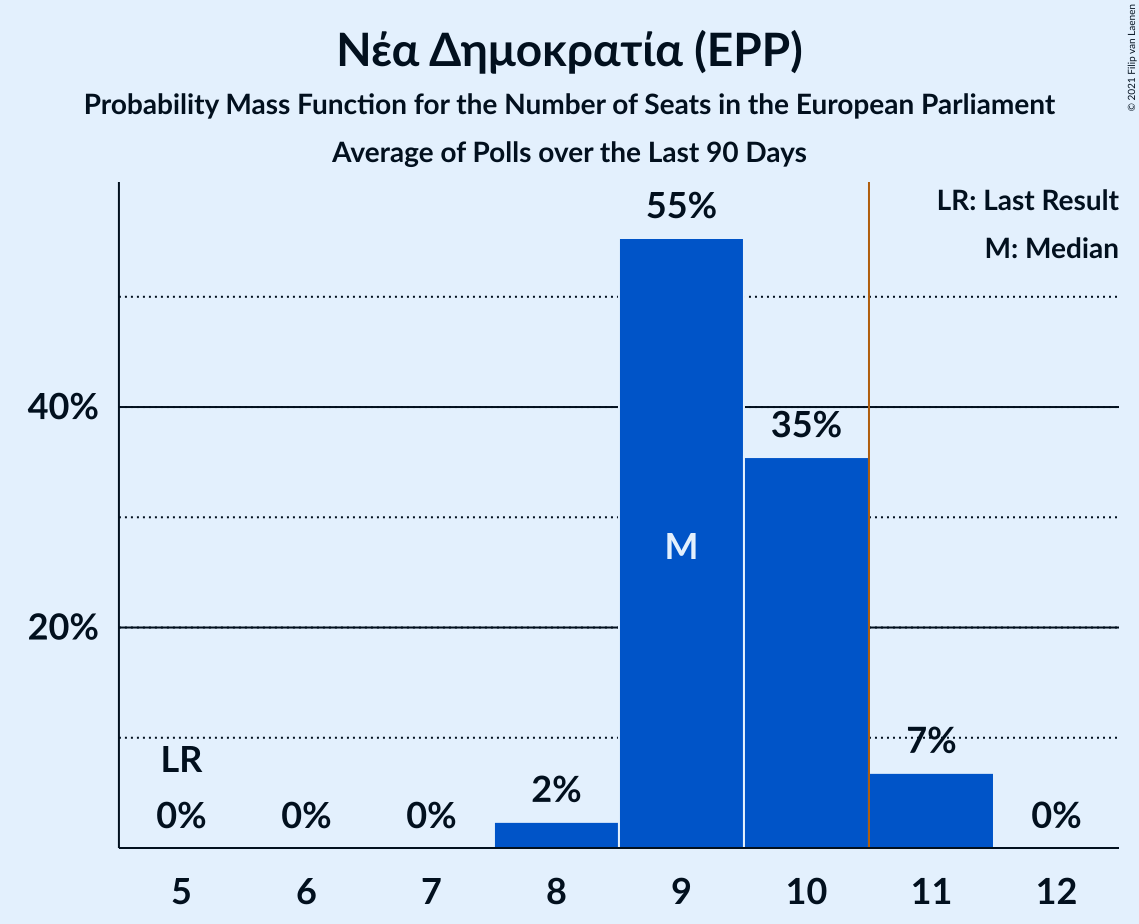 Νέα Δημοκρατία (EPP)
Probability Mass Function for the Number of Seats in the European Parliament
Average of Polls over the Last 90 Days
© 2021 Filip van Laenen
LR: Last Result
M: Median
55%
40%
35%
M
20%
7%
LR
2%
0% 0% 0% 0%
5 6 7 8 9 10 11 12